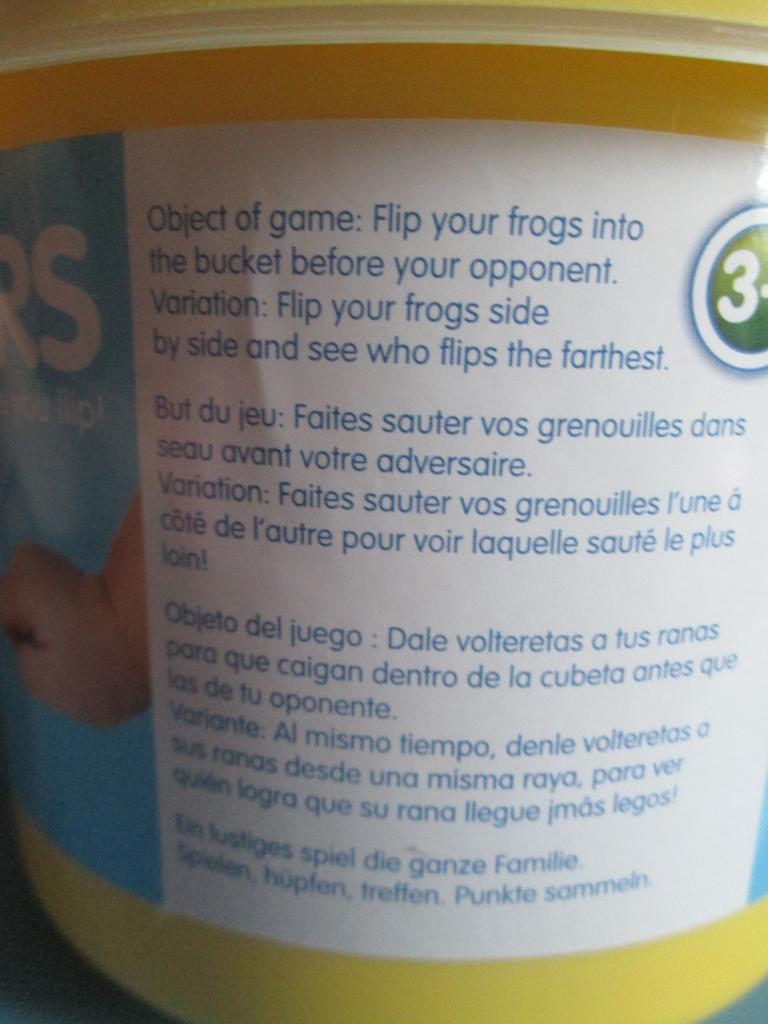 RS
you flip!
Object of game: Flip your frogs into
the bucket before your opponent.
Variation: Flip your frogs side
by side and see who flips the farthest.
3+
But du jeu: Faites sauter vos grenouilles dans
seau avant votre adversaire.
Variation: Faites sauter vos grenouilles l'une á
côté de l'autre pour voir laquelle sauté le plus
loin!
Objeto del juego : Dale volteretas a tus ranas
para que caigan dentro de la cubeta antes que
las de tu oponente.
Variante: Al mismo tiempo, denle volteretas a
sus ranas desde una misma raya, para ver
quién logra que su rana llegue ¡más legos!
Ein lustiges spiel die ganze Familie.
Spielen, hüpfen, treffen. Punkte sammeln.